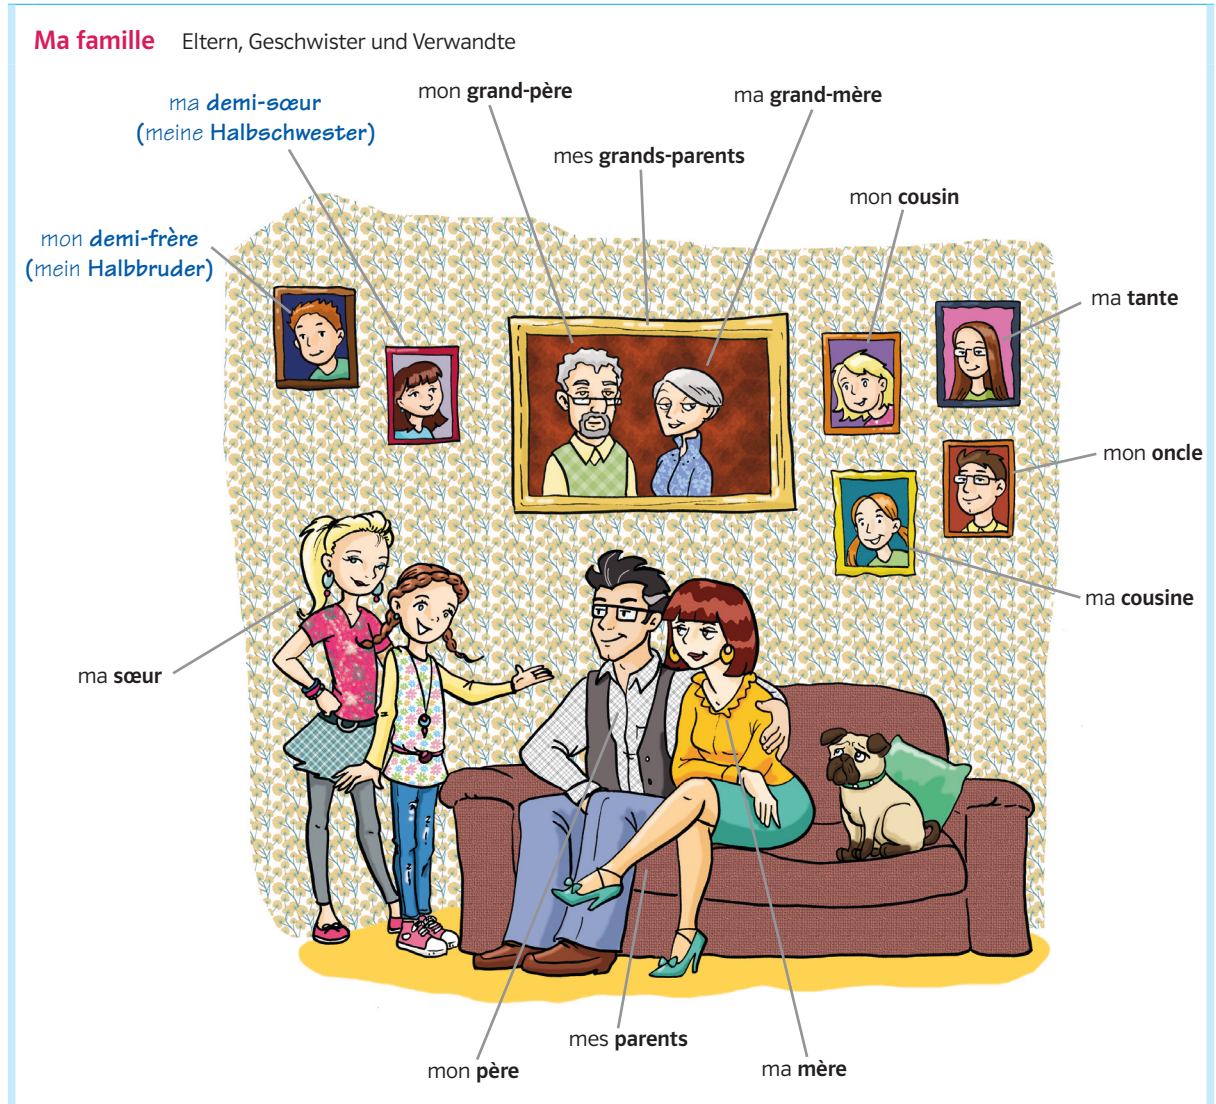 Ma famille Eltern, Geschwister und Verwandte
mon grand-père
ma grand-mère
ma demi-sœur
(meine Halbschwester)
mes grands-parents
mon cousin
mon demi-frère
(mein Halbbruder)
ma tante
mon oncle
ma cousine
ma sœur
mes parents
mon père
ma mère